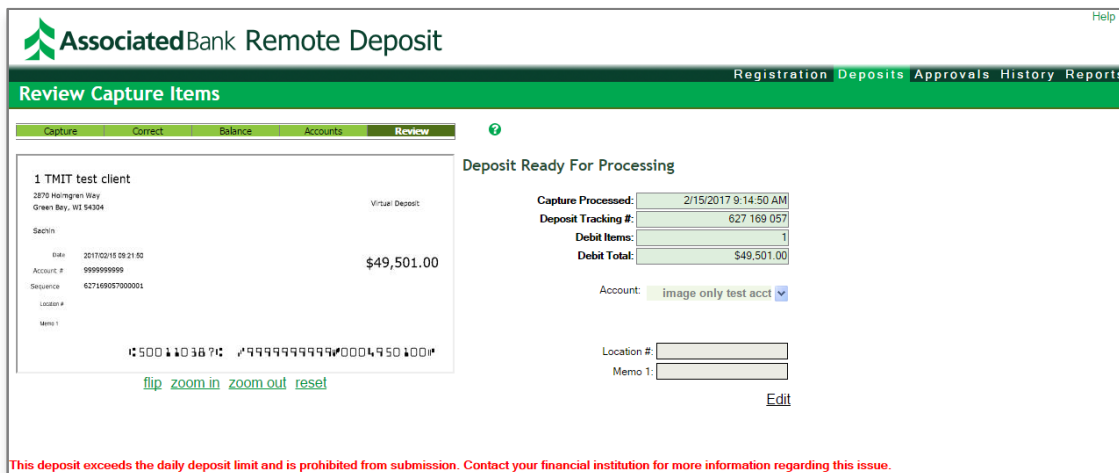 Help
AssociatedBank Remote Deposit
Registration Deposits Approvals History Reports
Review Capture Items
Capture Correct Balance Accounts Review ?
Deposit Ready For Processing
1 TMIT test client
2870 Holmgren Way
Green Bay, WI 54304
Virtual Deposit
Sachin
Date 2017/02/15 09:21:50
$49,501.00
Account # 9999999999
Sequence 627169057000001
Location #
Memo 1
⑆50011038?⑆ ⑇9999999999⑈0004950100⑈
flip zoom in zoom out reset
Capture Processed: 2/15/2017 9:14:50 AM
Deposit Tracking #: 627 169 057
Debit Items: 1
Debit Total: $49,501.00
Account: image only test acct
Location #:
Memo 1:
Edit
This deposit exceeds the daily deposit limit and is prohibited from submission. Contact your financial institution for more information regarding this issue.